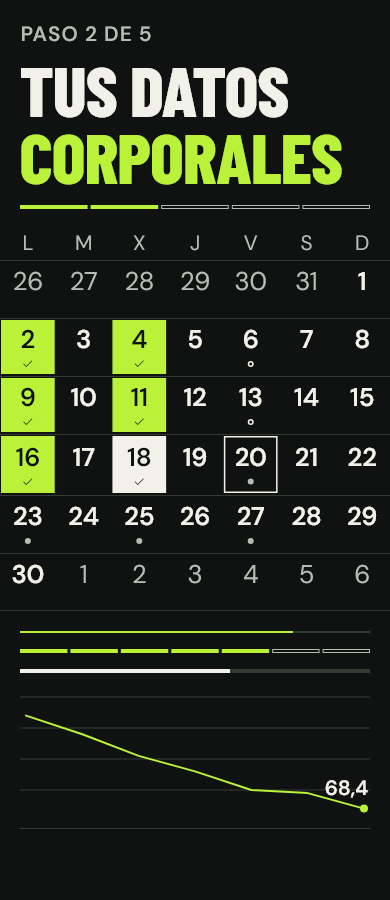 PASO 2 DE 5
TUS DATOS
CORPORALES
L M X J V S D
26 27 28 29 30 31 1
2 3 4 5 6 7 8
9 10 11 12 13 14 15
16 17 18 19 20 21 22
23 24 25 26 27 28 29
30 1 2 3 4 5 6
68,4